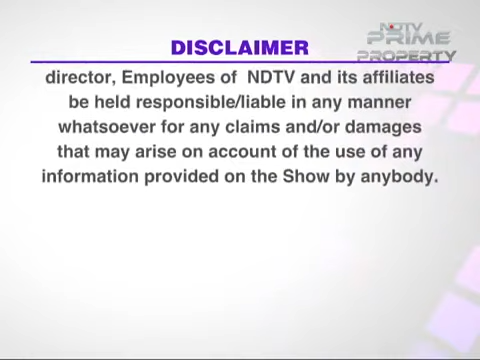 NDTV
PRIME
PROPERTY
DISCLAIMER
director, Employees of NDTV and its affiliates
be held responsible/liable in any manner
whatsoever for any claims and/or damages
that may arise on account of the use of any
information provided on the Show by anybody.